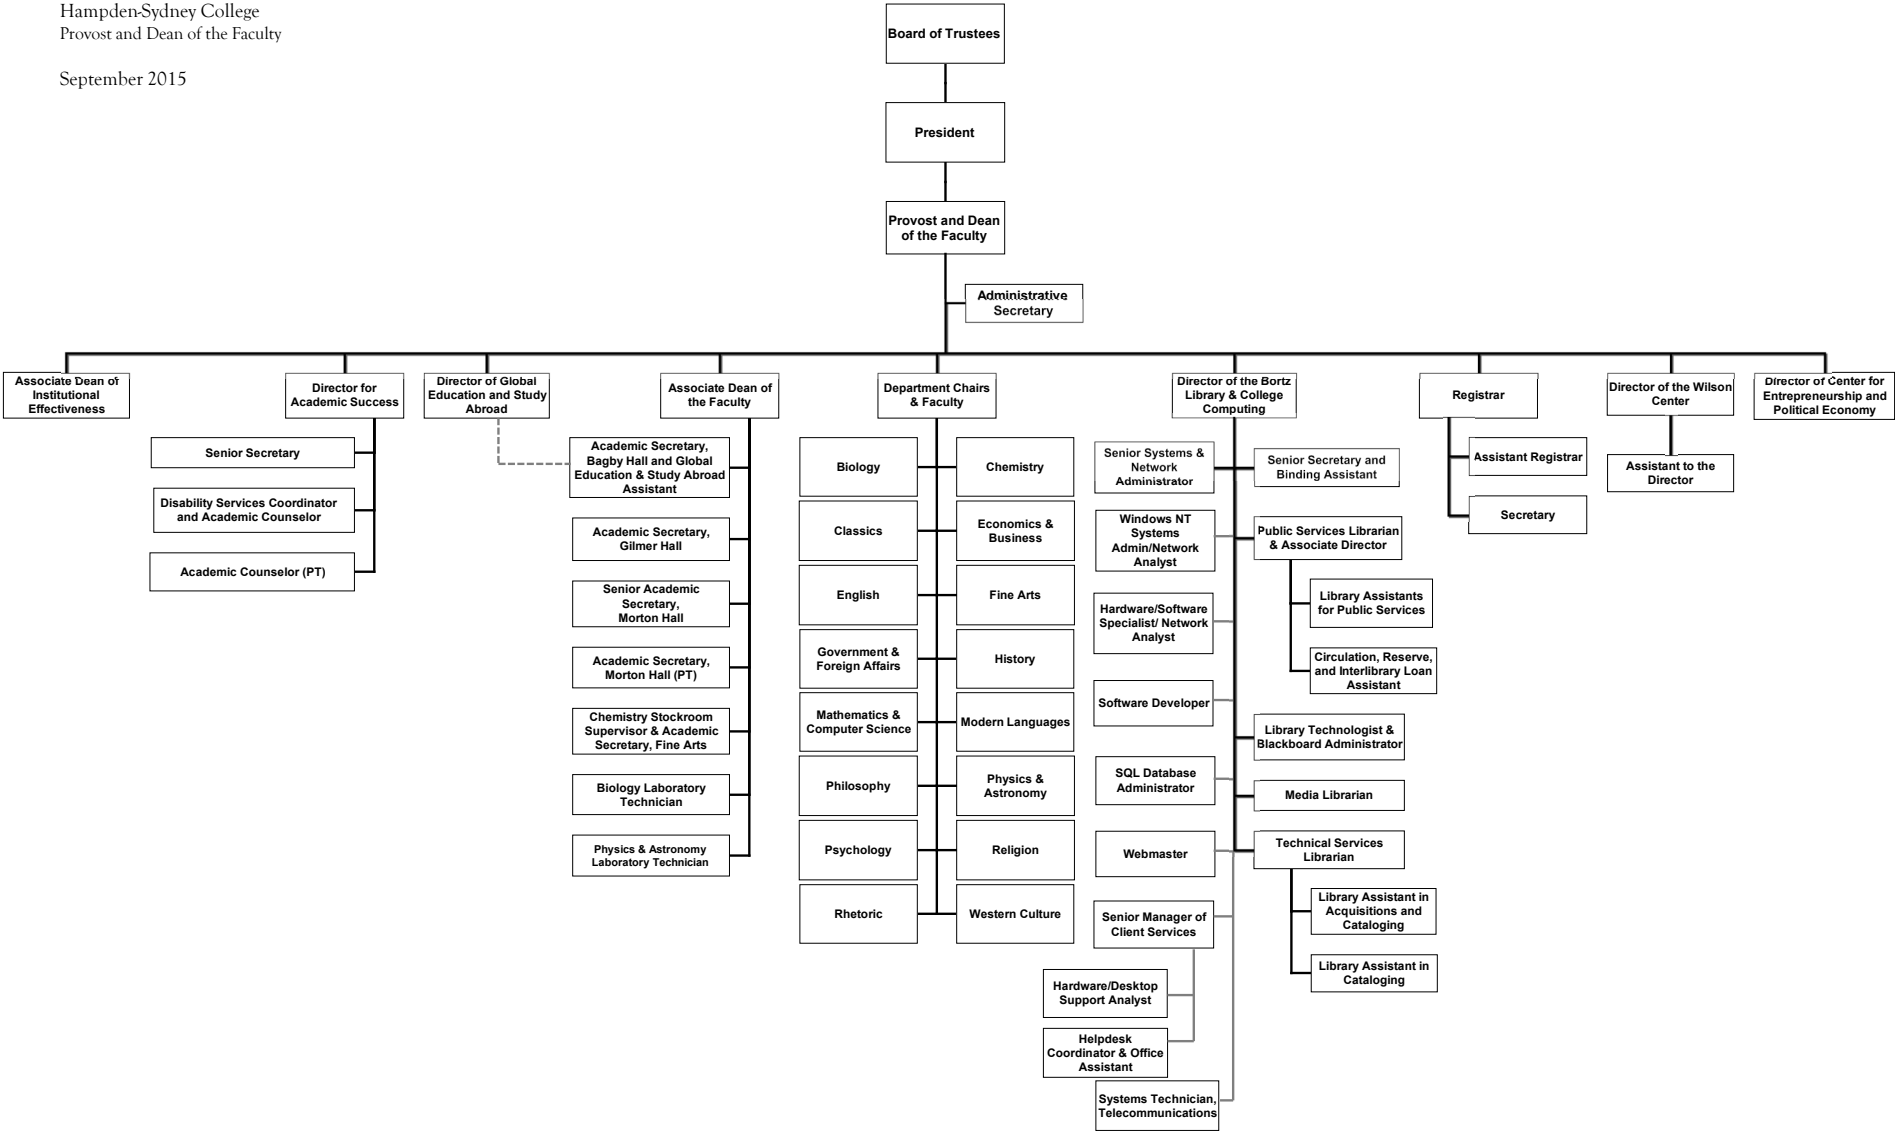 Hampden-Sydney College
Provost and Dean of the Faculty
September 2015
Board of Trustees
President
Provost and Dean
of the Faculty
Administrative
Secretary
Associate Dean of
Institutional
Effectiveness
Director for
Academic Success
Director of Global
Education and Study
Abroad
Associate Dean of
the Faculty
Department Chairs
& Faculty
Director of the Bortz
Library & College
Computing
Registrar
Director of the Wilson
Center
Director of Center for
Entrepreneurship and
Political Economy
Senior Secretary
Disability Services Coordinator
and Academic Counselor
Academic Counselor (PT)
Academic Secretary,
Bagby Hall and Global
Education & Study Abroad
Assistant
Academic Secretary,
Gilmer Hall
Senior Academic
Secretary,
Morton Hall
Academic Secretary,
Morton Hall (PT)
Chemistry Stockroom
Supervisor & Academic
Secretary, Fine Arts
Biology Laboratory
Technician
Physics & Astronomy
Laboratory Technician
Biology
Chemistry
Classics
Economics &
Business
English
Fine Arts
Government &
Foreign Affairs
History
Mathematics &
Computer Science
Modern Languages
Philosophy
Physics &
Astronomy
Psychology
Religion
Rhetoric
Western Culture
Senior Systems &
Network
Administrator
Windows NT
Systems
Admin/Network
Analyst
Hardware/Software
Specialist/ Network
Analyst
Software Developer
SQL Database
Administrator
Webmaster
Senior Manager of
Client Services
Hardware/Desktop
Support Analyst
Helpdesk
Coordinator & Office
Assistant
Systems Technician,
Telecommunications
Senior Secretary and
Binding Assistant
Public Services Librarian
& Associate Director
Library Assistants
for Public Services
Circulation, Reserve,
and Interlibrary Loan
Assistant
Library Technologist &
Blackboard Administrator
Media Librarian
Technical Services
Librarian
Library Assistant in
Acquisitions and
Cataloging
Library Assistant in
Cataloging
Assistant Registrar
Secretary
Assistant to the
Director